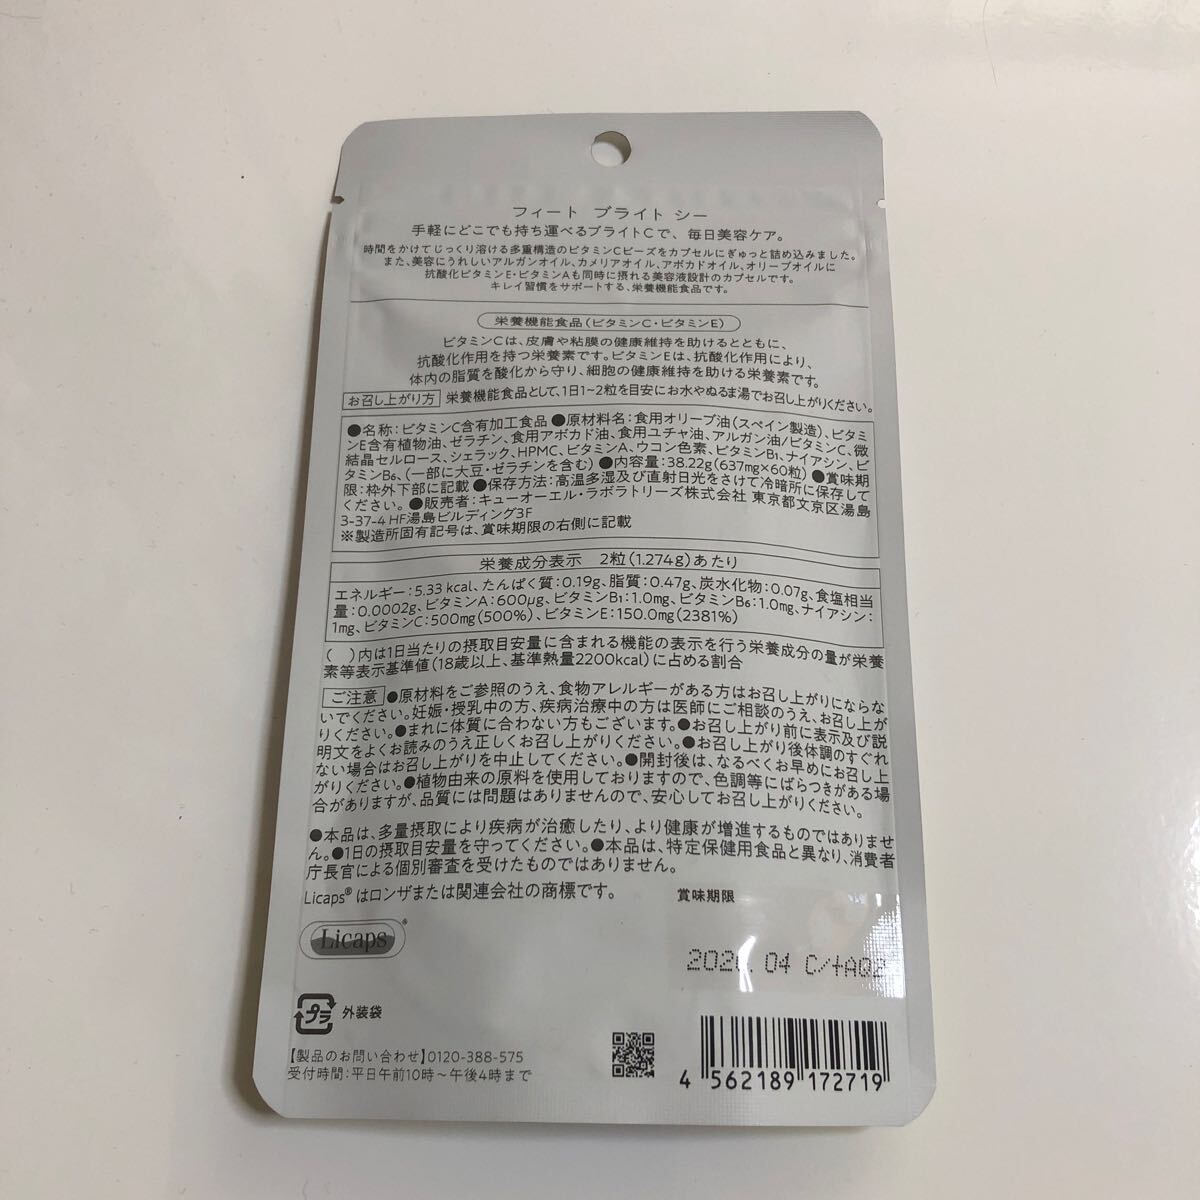 フィート ブライト シー
手軽にどこでも持ち運べるブライトCで、毎日美容ケア。
時間をかけてじっくり溶ける多重構造のビタミンCビーズをカプセルにぎゅっと詰め込みました。
また、美容にうれしいアルガンオイル、カメリアオイル、アボカドオイル、オリーブオイルに
抗酸化ビタミンE・ビタミンAも同時に摂れる美容液設計のカプセルです。
キレイ習慣をサポートする、栄養機能食品です。
栄養機能食品(ビタミンC・ビタミンE)
ビタミンCは、皮膚や粘膜の健康維持を助けるとともに、
抗酸化作用を持つ栄養素です。ビタミンEは、抗酸化作用により、
体内の脂質を酸化から守り、細胞の健康維持を助ける栄養素です。
お召し上がり方 栄養機能食品として、1日1~2粒を目安にお水やぬるま湯でお召し上がりください。
●名称:ビタミンC含有加工食品 ●原材料名:食用オリーブ油(スペイン製造)、ビタミ
ンE含有植物油、ゼラチン、食用アボカド油、食用ユチャ油、アルガン油/ビタミンC、微
結晶セルロース、シェラック、HPMC、ビタミンA、ウコン色素、ビタミンB1、ナイアシン、ビ
タミンB6、(一部に大豆・ゼラチンを含む) ●内容量:38.22g(637mg×60粒) ●賞味期
限:枠外下部に記載 ●保存方法:高温多湿及び直射日光をさけて冷暗所に保存して
ください。 ●販売者:キューオーエル・ラボラトリーズ株式会社 東京都文京区湯島
3-37-4 HF湯島ビルディング3F
※製造所固有記号は、賞味期限の右側に記載
栄養成分表示 2粒(1.274g)あたり
エネルギー:5.33kcal、たんぱく質:0.19g、脂質:0.47g、炭水化物:0.07g、食塩相当
量:0.0002g、ビタミンA:600μg、ビタミンB1:1.0mg、ビタミンB6:1.0mg、ナイアシン:
1mg、ビタミンC:500mg(500%)、ビタミンE:150.0mg(2381%)
( )内は1日当たりの摂取目安量に含まれる機能の表示を行う栄養成分の量が栄養
素等表示基準値(18歳以上、基準熱量2200kcal)に占める割合
ご注意 ●原材料をご参照のうえ、食物アレルギーがある方はお召し上がりにならな
いでください。妊娠・授乳中の方、疾病治療中の方は医師にご相談のうえ、お召し上が
りください。●まれに体質に合わない方もございます。●お召し上がり前に表示及び説
明文をよくお読みのうえ正しくお召し上がりください。●お召し上がり後体調のすぐれ
ない場合はお召し上がりを中止してください。●開封後は、なるべくお早めにお召し上
がりください。●植物由来の原料を使用しておりますので、色調等にばらつきがある場
合がありますが、品質には問題はありませんので、安心してお召し上がりください。
●本品は、多量摂取により疾病が治癒したり、より健康が増進するものではありませ
ん。●1日の摂取目安量を守ってください。●本品は、特定保健用食品と異なり、消費者
庁長官による個別審査を受けたものではありません。
Licaps®はロンザまたは関連会社の商標です。
賞味期限
Licaps®
04 C/tA02
プラ 外装袋
【製品のお問い合わせ】0120-388-575
受付時間:平日午前10時~午後4時まで
4 562189 172719